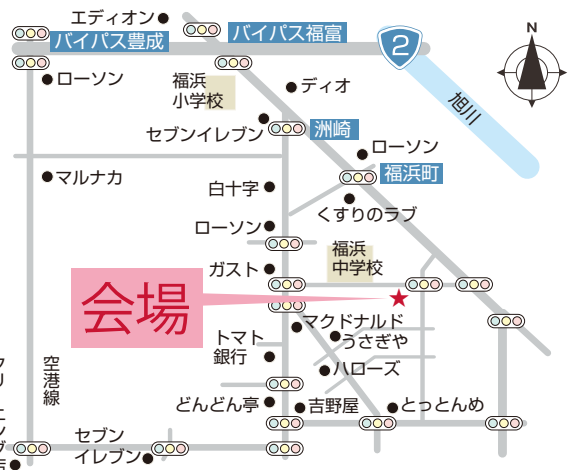 エディオン
バイパス豊成
バイパス福富
2
N
ローソン
福浜
小学校
ディオ
旭川
セブンイレブン
洲崎
ローソン
マルナカ
福浜町
白十字
くすりのラブ
ローソン
福浜
中学校
ガスト
会場
マクドナルド
うさぎや
トマト
銀行
ハローズ
空港線
どんどん亭
吉野屋
とっとんめ
セブン
イレブン